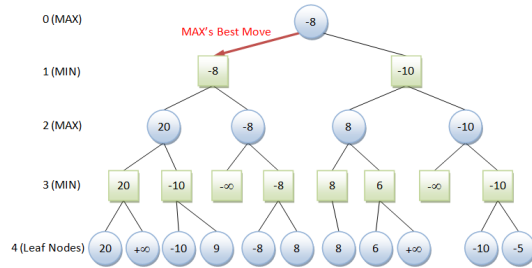 0 (MAX) -8
MAX's Best Move
1 (MIN) -8 -10
2 (MAX) 20 -8 8 -10
3 (MIN) 20 -10 -∞ -8 8 6 -∞ -10
4 (Leaf Nodes) 20 +∞ -10 9 -8 8 8 6 +∞ -10 -5